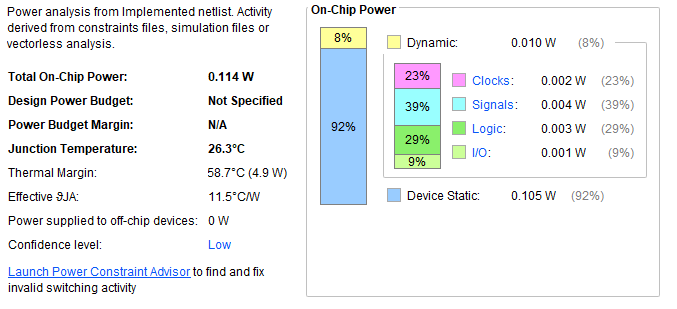 Power analysis from Implemented netlist. Activity
derived from constraints files, simulation files or
vectorless analysis.
Total On-Chip Power: 0.114 W
Design Power Budget: Not Specified
Power Budget Margin: N/A
Junction Temperature: 26.3°C
Thermal Margin: 58.7°C (4.9 W)
Effective ϑJA: 11.5°C/W
Power supplied to off-chip devices: 0 W
Confidence level: Low
Launch Power Constraint Advisor to find and fix
invalid switching activity
On-Chip Power
8%
92%
Dynamic: 0.010 W (8%)
23%
39%
29%
9%
Clocks: 0.002 W (23%)
Signals: 0.004 W (39%)
Logic: 0.003 W (29%)
I/O: 0.001 W (9%)
Device Static: 0.105 W (92%)